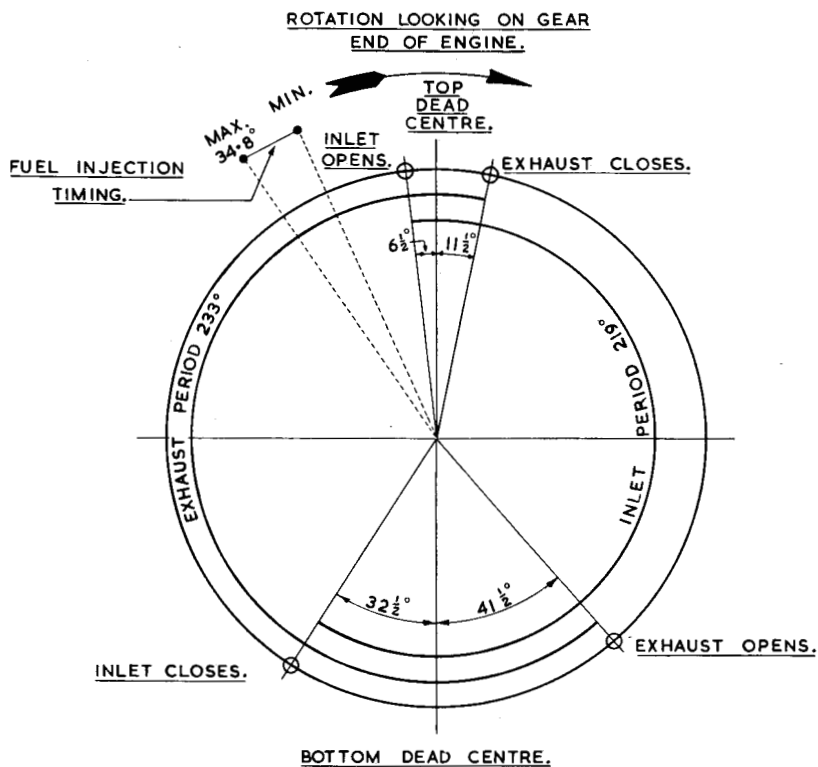 ROTATION LOOKING ON GEAR
END OF ENGINE.
TOP
DEAD
CENTRE.
MAX.
34·8°
MIN.
INLET
OPENS.
EXHAUST CLOSES.
FUEL INJECTION
TIMING.
6½°
11½°
EXHAUST PERIOD 233°
INLET PERIOD 219°
32½°
41½°
INLET CLOSES.
EXHAUST OPENS.
BOTTOM DEAD CENTRE.